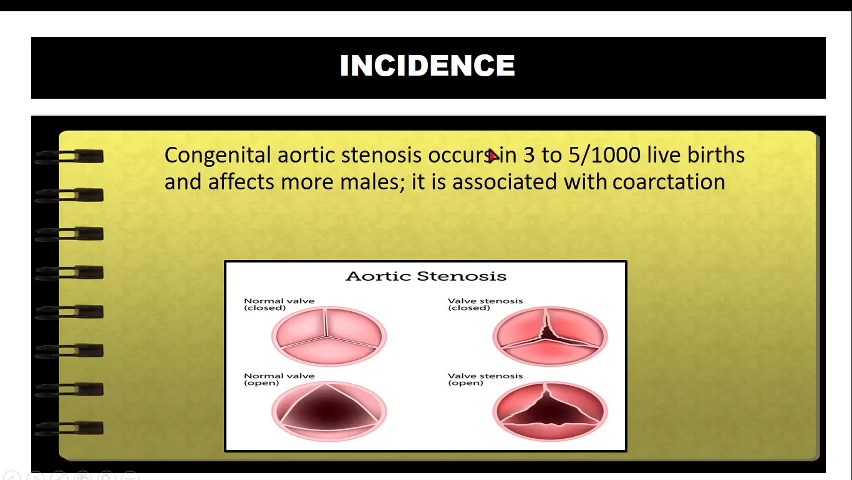 INCIDENCE
Congenital aortic stenosis occurs in 3 to 5/1000 live births
and affects more males; it is associated with coarctation
Aortic Stenosis
Normal valve
(closed)
Valve stenosis
(closed)
Normal valve
(open)
Valve stenosis
(open)